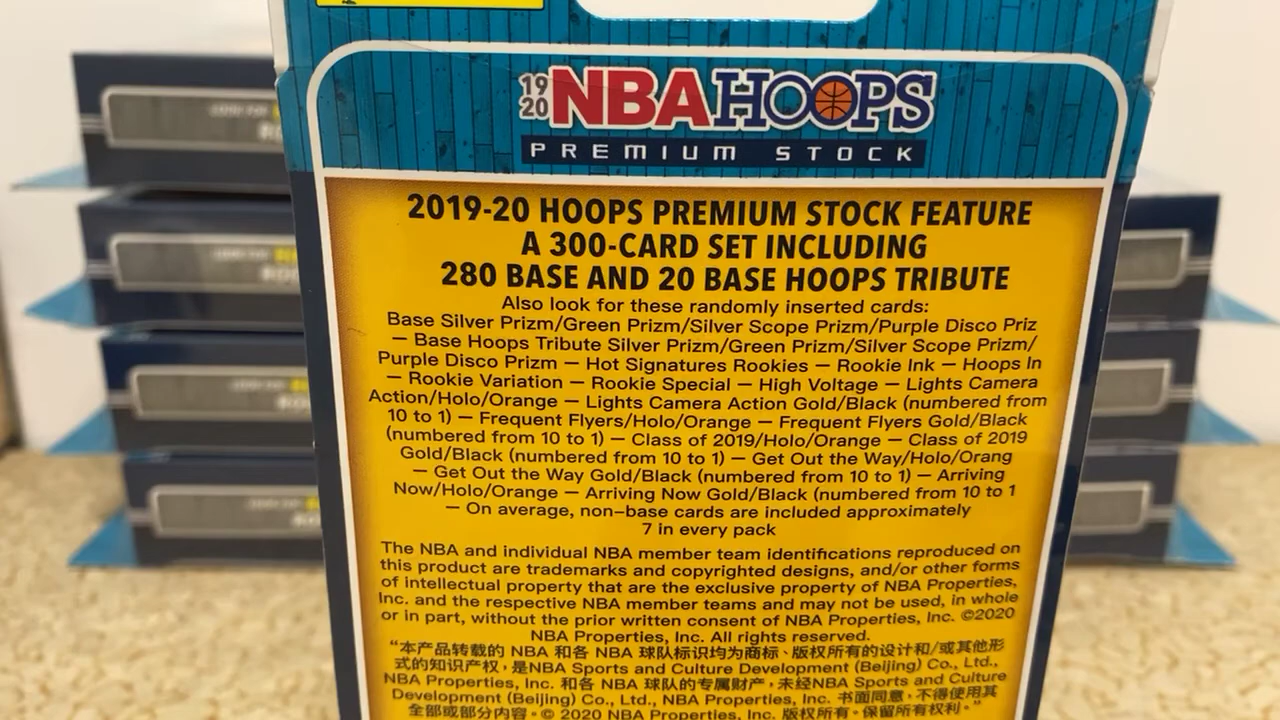 19
20 NBA HOOPS
PREMIUM STOCK
2019-20 HOOPS PREMIUM STOCK FEATURE
A 300-CARD SET INCLUDING
280 BASE AND 20 BASE HOOPS TRIBUTE
Also look for these randomly inserted cards:
Base Silver Prizm/Green Prizm/Silver Scope Prizm/Purple Disco Priz
— Base Hoops Tribute Silver Prizm/Green Prizm/Silver Scope Prizm/
Purple Disco Prizm — Hot Signatures Rookies — Rookie Ink — Hoops In
— Rookie Variation — Rookie Special — High Voltage — Lights Camera
Action/Holo/Orange — Lights Camera Action Gold/Black (numbered from
10 to 1) — Frequent Flyers/Holo/Orange — Frequent Flyers Gold/Black
(numbered from 10 to 1) — Class of 2019/Holo/Orange — Class of 2019
Gold/Black (numbered from 10 to 1) — Get Out the Way/Holo/Orang
— Get Out the Way Gold/Black (numbered from 10 to 1) — Arriving
Now/Holo/Orange — Arriving Now Gold/Black (numbered from 10 to 1
— On average, non-base cards are included approximately
7 in every pack
The NBA and individual NBA member team identifications reproduced on
this product are trademarks and copyrighted designs, and/or other forms
of intellectual property that are the exclusive property of NBA Properties,
Inc. and the respective NBA member teams and may not be used, in whole
or in part, without the prior written consent of NBA Properties, Inc. ©2020
NBA Properties, Inc. All rights reserved.
“本产品转载的 NBA 和各 NBA 球队标识均为商标、版权所有的设计和/或其他形
式的知识产权，是NBA Sports and Culture Development (Beijing) Co., Ltd.,
NBA Properties, Inc. 和各 NBA 球队的专属财产，未经NBA Sports and Culture
Development (Beijing) Co., Ltd., NBA Properties, Inc. 书面同意，不得使用其
全部或部分内容。© 2020 NBA Properties, Inc. 版权所有。保留所有权利。”